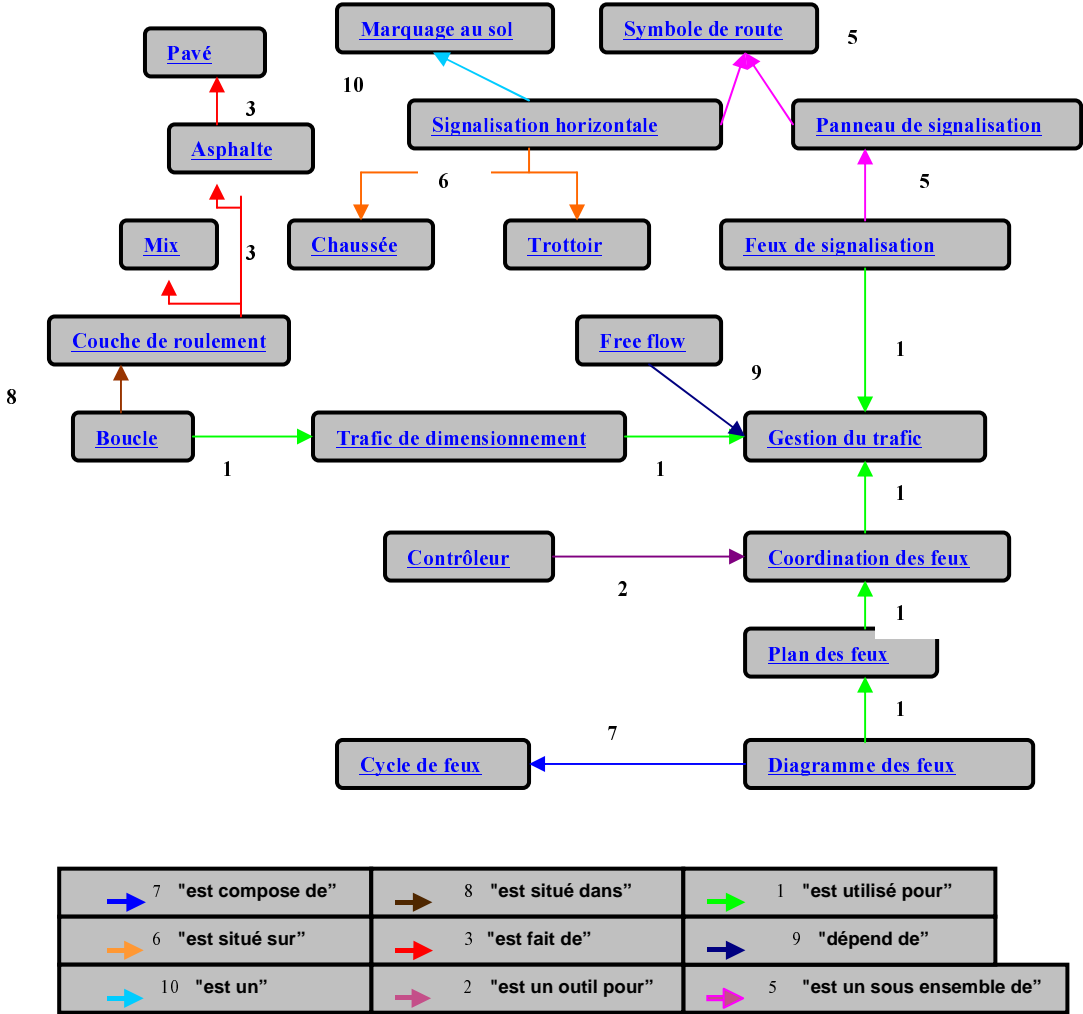 Marquage au sol
Symbole de route
5
Pavé
10
3
Signalisation horizontale
Panneau de signalisation
Asphalte
6
5
Mix
Chaussée
Trottoir
Feux de signalisation
3
Couche de roulement
Free flow
1
9
8
Boucle
Trafic de dimensionnement
Gestion du trafic
1
1
1
Contrôleur
Coordination des feux
2
1
Plan des feux
1
7
Cycle de feux
Diagramme des feux
7 "est compose de”
8 "est situé dans”
1 "est utilisé pour”
6 "est situé sur”
3 "est fait de”
9 "dépend de”
10 "est un”
2 "est un outil pour”
5 "est un sous ensemble de”